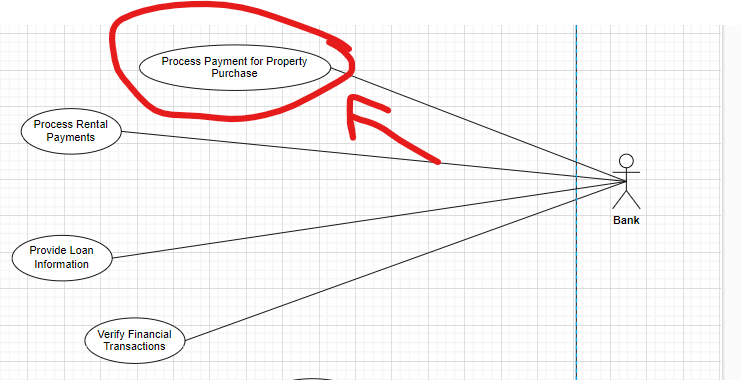 Process Payment for Property
Purchase
Process Rental
Payments
Bank
Provide Loan
Information
Verify Financial
Transactions